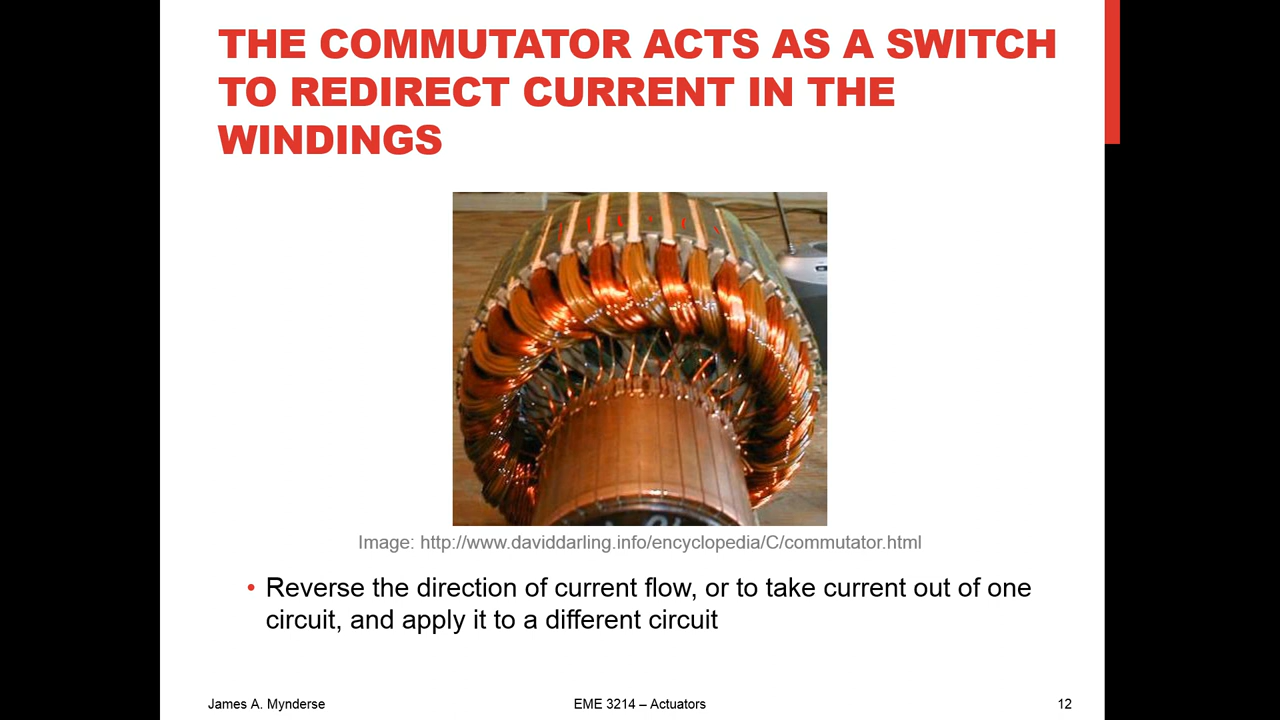 THE COMMUTATOR ACTS AS A SWITCH
TO REDIRECT CURRENT IN THE
WINDINGS
Image: http://www.daviddarling.info/encyclopedia/C/commutator.html
• Reverse the direction of current flow, or to take current out of one
circuit, and apply it to a different circuit
James A. Mynderse
EME 3214 – Actuators
12